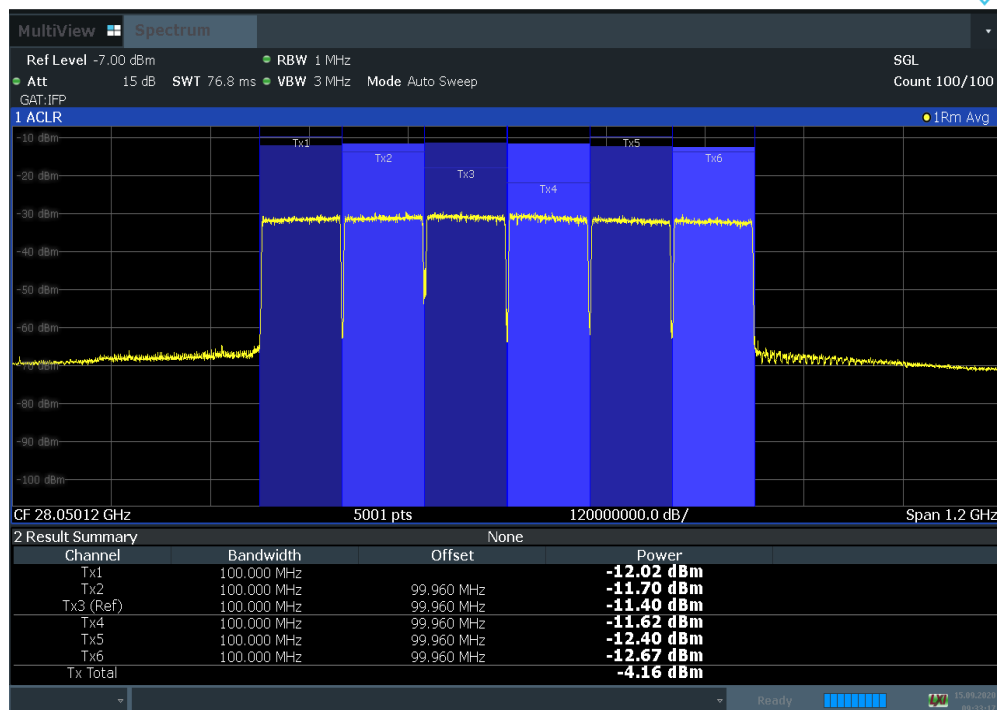 MultiView Spectrum
Ref Level -7.00 dBm RBW 1 MHz SGL
Att 15 dB SWT 76.8 ms VBW 3 MHz Mode Auto Sweep Count 100/100
GAT:IFP
1 ACLR 1Rm Avg
-10 dBm
Tx1 Tx5
Tx2 Tx6
Tx3
-20 dBm
Tx4
-30 dBm
-40 dBm
-50 dBm
-60 dBm
-70 dBm
-80 dBm
-90 dBm
-100 dBm
CF 28.05012 GHz 5001 pts 120000000.0 dB/ Span 1.2 GHz
2 Result Summary None
Channel Bandwidth Offset Power
Tx1 100.000 MHz -12.02 dBm
Tx2 100.000 MHz 99.960 MHz -11.70 dBm
Tx3 (Ref) 100.000 MHz 99.960 MHz -11.40 dBm
Tx4 100.000 MHz 99.960 MHz -11.62 dBm
Tx5 100.000 MHz 99.960 MHz -12.40 dBm
Tx6 100.000 MHz 99.960 MHz -12.67 dBm
Tx Total -4.16 dBm
Ready 15.09.2020